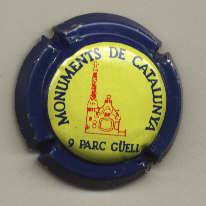 MONUMENTS DE CATALUNYA
9 PARC GÜELL